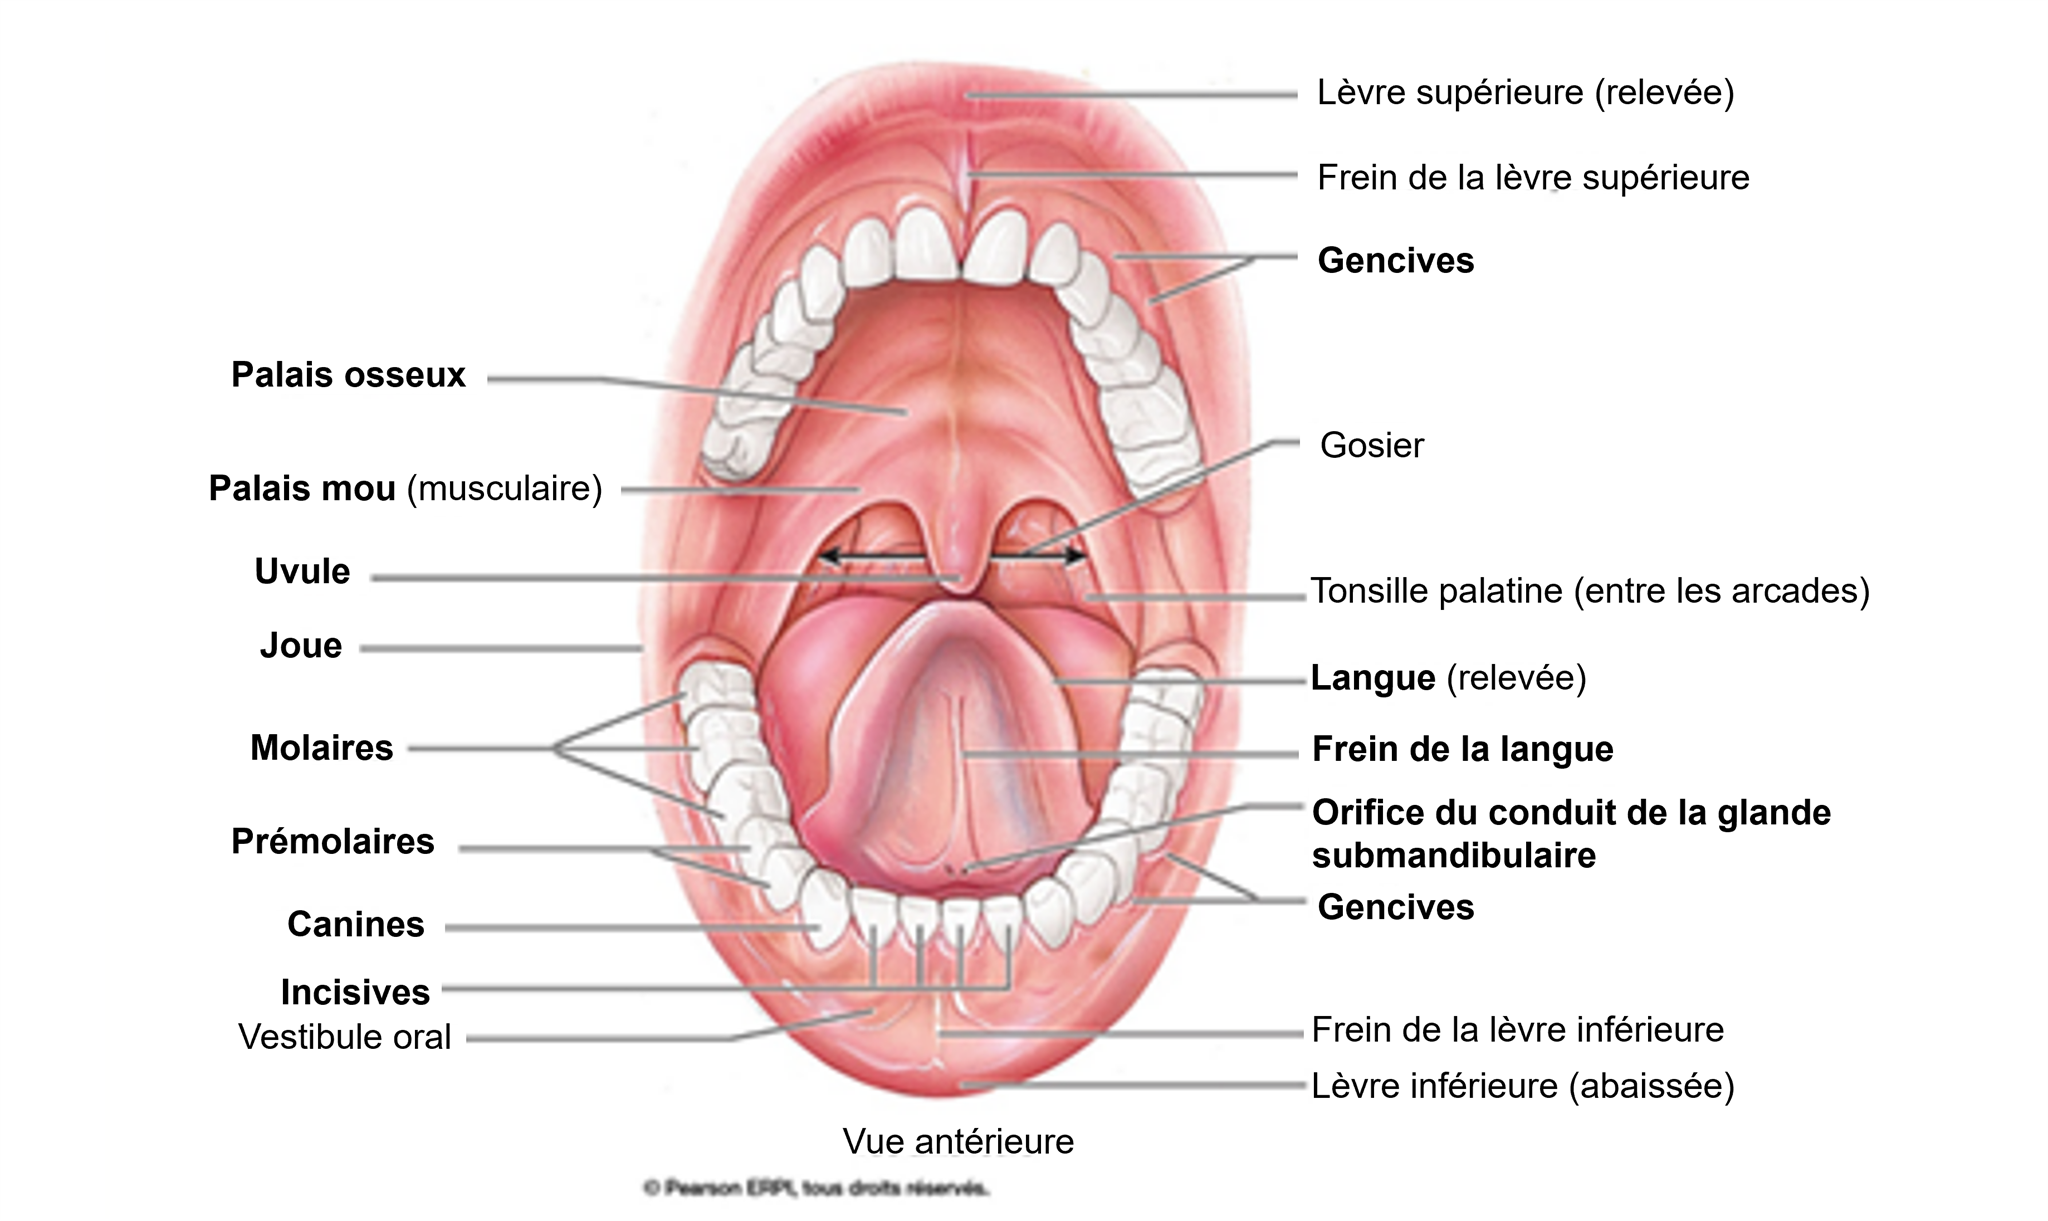 Lèvre supérieure (relevée)
Frein de la lèvre supérieure
Gencives
Palais osseux
Gosier
Palais mou (musculaire)
Uvule
Tonsille palatine (entre les arcades)
Joue
Langue (relevée)
Molaires
Frein de la langue
Orifice du conduit de la glande
submandibulaire
Prémolaires
Gencives
Canines
Incisives
Vestibule oral
Frein de la lèvre inférieure
Lèvre inférieure (abaissée)
Vue antérieure
© Pearson ERPI, tous droits réservés.